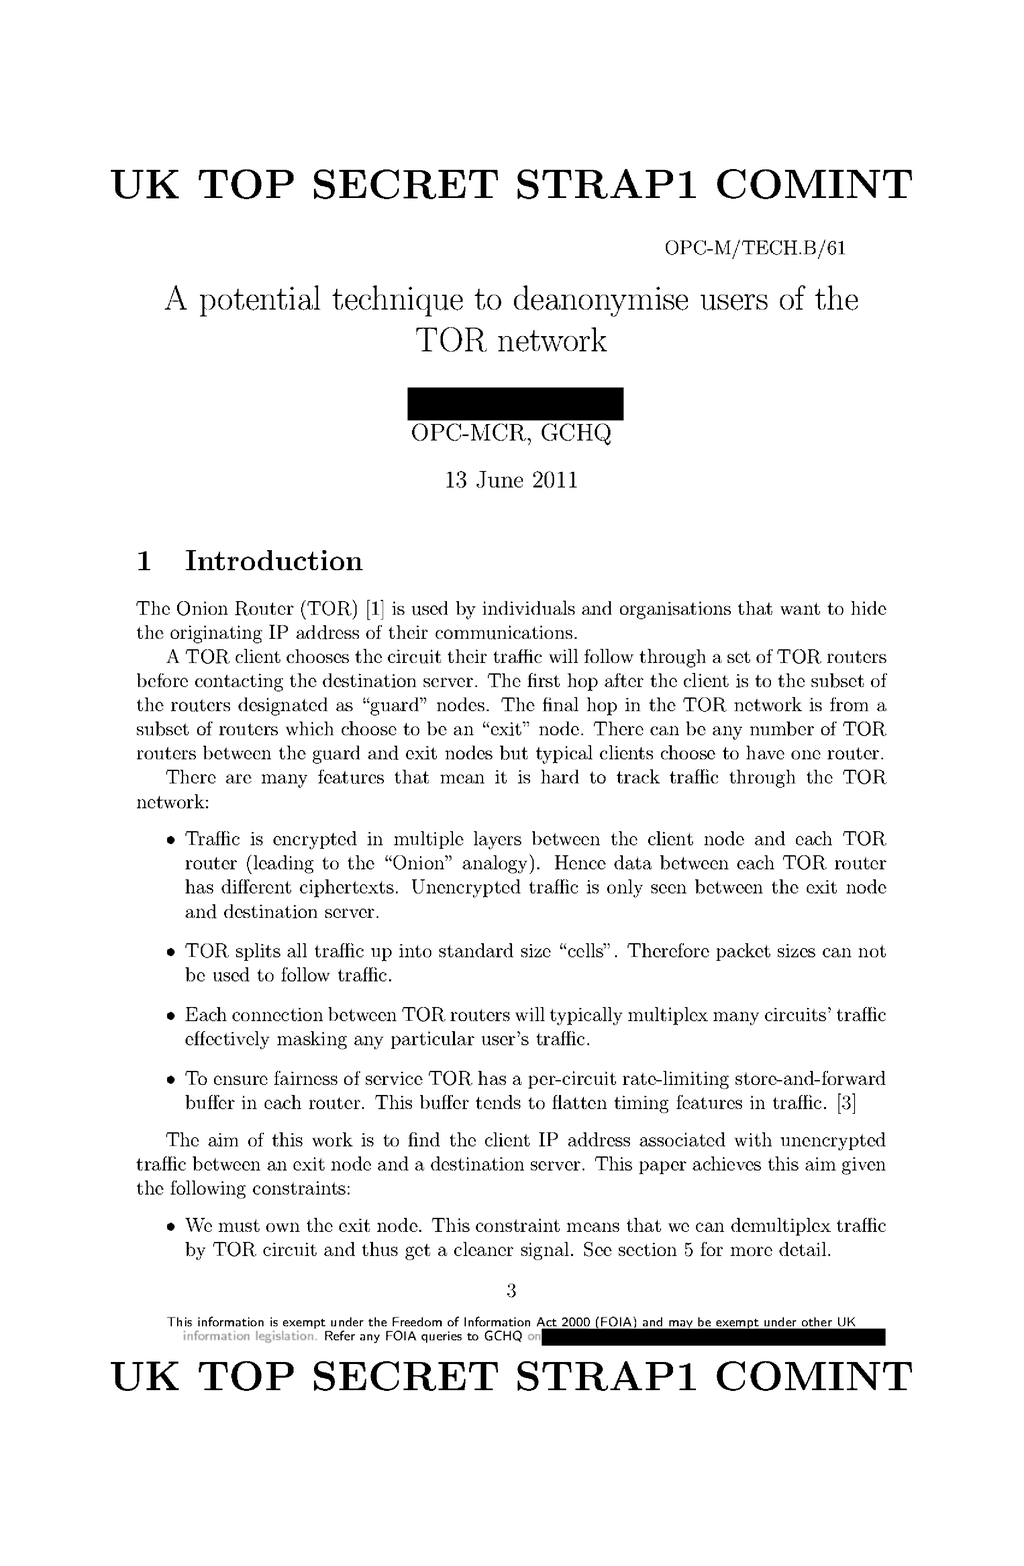 UK TOP SECRET STRAP1 COMINT
OPC-M/TECH.B/61
A potential technique to deanonymise users of the
TOR network
OPC-MCR, GCHQ
13 June 2011
1 Introduction
The Onion Router (TOR) [1] is used by individuals and organisations that want to hide
the originating IP address of their communications.
A TOR client chooses the circuit their traffic will follow through a set of TOR routers
before contacting the destination server. The first hop after the client is to the subset of
the routers designated as “guard” nodes. The final hop in the TOR network is from a
subset of routers which choose to be an “exit” node. There can be any number of TOR
routers between the guard and exit nodes but typical clients choose to have one router.
There are many features that mean it is hard to track traffic through the TOR
network:
• Traffic is encrypted in multiple layers between the client node and each TOR
router (leading to the “Onion” analogy). Hence data between each TOR router
has different ciphertexts. Unencrypted traffic is only seen between the exit node
and destination server.
• TOR splits all traffic up into standard size “cells”. Therefore packet sizes can not
be used to follow traffic.
• Each connection between TOR routers will typically multiplex many circuits’ traffic
effectively masking any particular user’s traffic.
• To ensure fairness of service TOR has a per-circuit rate-limiting store-and-forward
buffer in each router. This buffer tends to flatten timing features in traffic. [3]
The aim of this work is to find the client IP address associated with unencrypted
traffic between an exit node and a destination server. This paper achieves this aim given
the following constraints:
• We must own the exit node. This constraint means that we can demultiplex traffic
by TOR circuit and thus get a cleaner signal. See section 5 for more detail.
3
This information is exempt under the Freedom of Information Act 2000 (FOIA) and may be exempt under other UK
information legislation. Refer any FOIA queries to GCHQ on
UK TOP SECRET STRAP1 COMINT